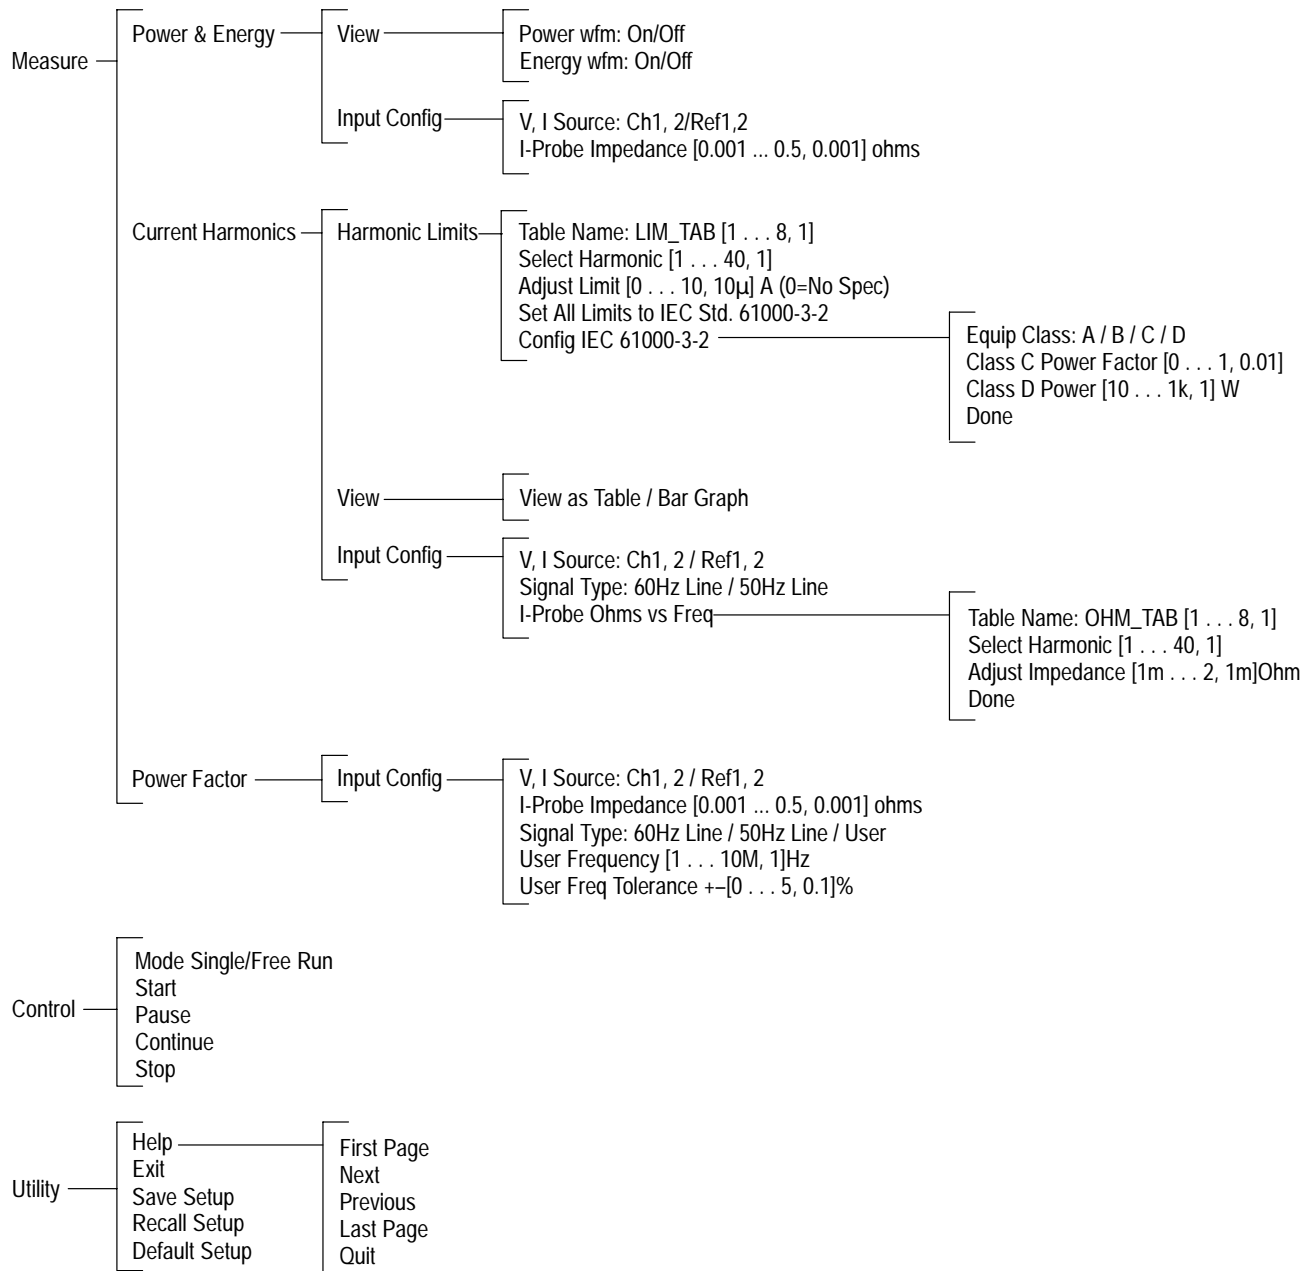 Measure
Power & Energy
View
Power wfm: On/Off
Energy wfm: On/Off
Input Config
V, I Source: Ch1, 2/Ref1,2
I-Probe Impedance [0.001 ... 0.5, 0.001] ohms
Current Harmonics
Harmonic Limits
Table Name: LIM_TAB [1 . . . 8, 1]
Select Harmonic [1 . . . 40, 1]
Adjust Limit [0 . . . 10, 10µ] A (0=No Spec)
Set All Limits to IEC Std. 61000-3-2
Config IEC 61000-3-2
Equip Class: A / B / C / D
Class C Power Factor [0 . . . 1, 0.01]
Class D Power [10 . . . 1k, 1] W
Done
View
View as Table / Bar Graph
Input Config
V, I Source: Ch1, 2 / Ref1, 2
Signal Type: 60Hz Line / 50Hz Line
I-Probe Ohms vs Freq
Table Name: OHM_TAB [1 . . . 8, 1]
Select Harmonic [1 . . . 40, 1]
Adjust Impedance [1m . . . 2, 1m]Ohm
Done
Power Factor
Input Config
V, I Source: Ch1, 2 / Ref1, 2
I-Probe Impedance [0.001 ... 0.5, 0.001] ohms
Signal Type: 60Hz Line / 50Hz Line / User
User Frequency [1 . . . 10M, 1]Hz
User Freq Tolerance +–[0 . . . 5, 0.1]%
Control
Mode Single/Free Run
Start
Pause
Continue
Stop
Utility
Help
Exit
Save Setup
Recall Setup
Default Setup
First Page
Next
Previous
Last Page
Quit